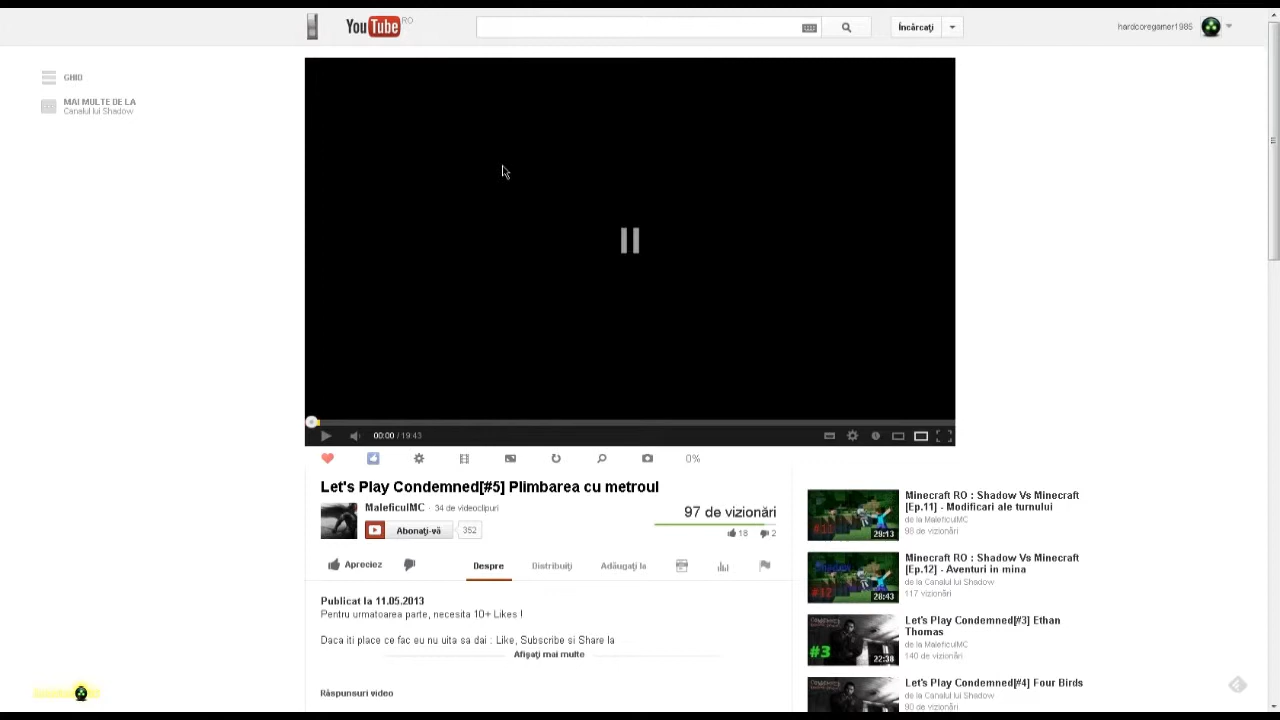 YouTube RO
Încărcați
hardcoregamer1985
GHID
MAI MULTE DE LA
Canalul lui Shadow
00:00 / 19:43
0%
Let's Play Condemned[#5] Plimbarea cu metroul
MaleficulMC · 34 de videoclipuri
Abonați-vă 352
97 de vizionări
18 2
Apreciez
Despre
Distribuiți
Adăugați la
Publicat la 11.05.2013
Pentru urmatoarea parte, necesita 10+ Likes !
Daca iti place ce fac eu nu uita sa dai : Like, Subscribe si Share la
Afișați mai multe
Răspunsuri video
#11
28:13
Minecraft RO : Shadow Vs Minecraft
[Ep.11] - Modificari ale turnului
de la MaleficulMC
98 de vizionări
#12
28:43
Minecraft RO : Shadow Vs Minecraft
[Ep.12] - Aventuri in mina
de la Canalul lui Shadow
117 vizionări
#3
22:38
Let's Play Condemned[#3] Ethan
Thomas
de la MaleficulMC
140 de vizionări
Let's Play Condemned[#4] Four Birds
de la Canalul lui Shadow
90 de vizionări